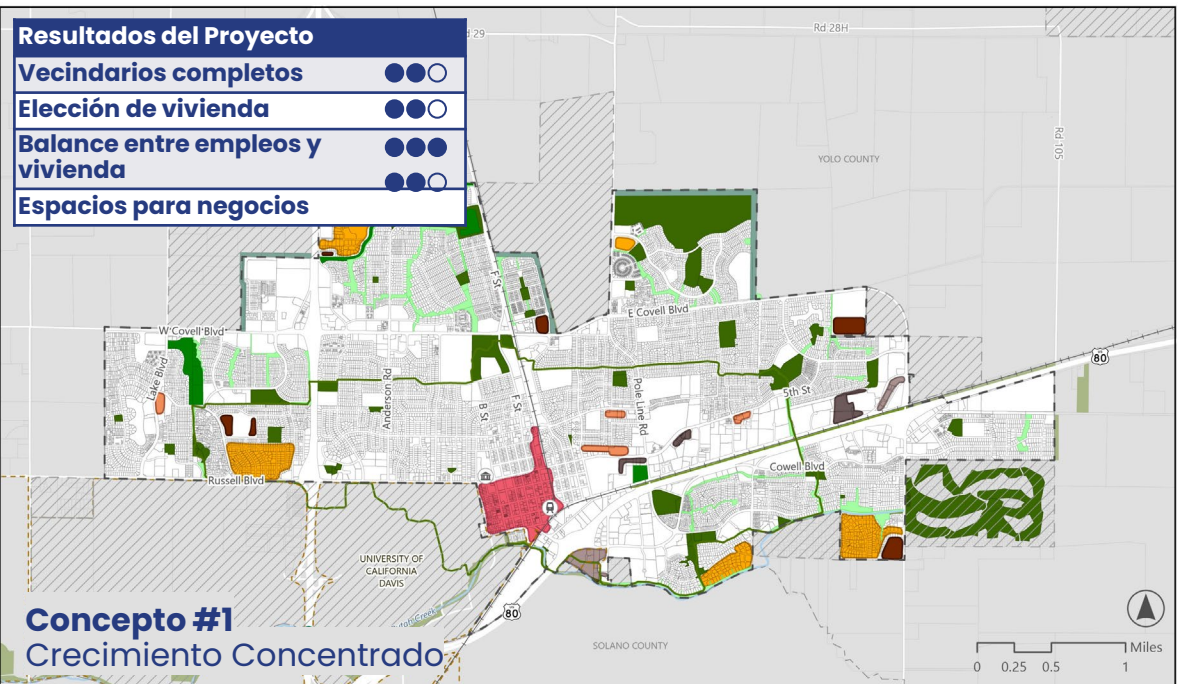 Resultados del Proyecto
Vecindarios completos
Elección de vivienda
Balance entre empleos y
vivienda
Espacios para negocios
29
Rd 28H
Rd 105
YOLO COUNTY
F St
E Covell Blvd
W Covell Blvd
80
Lake Blvd
Anderson Rd
B St
F St
Pole Line Rd
5th St
Cowell Blvd
Russell Blvd
UNIVERSITY OF
CALIFORNIA
DAVIS
Creek
80
SOLANO COUNTY
Concepto #1
Crecimiento Concentrado
Miles
0 0.25 0.5 1